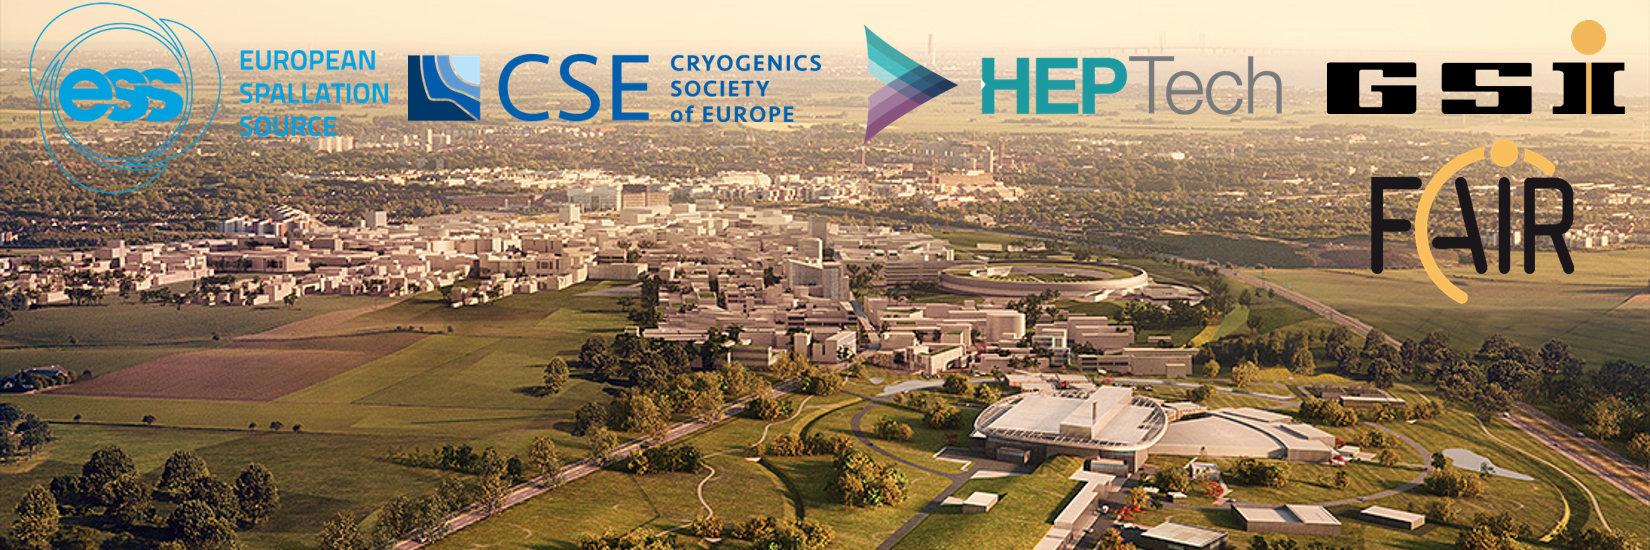 ess
EUROPEAN
SPALLATION
SOURCE
CSE
CRYOGENICS
SOCIETY
of EUROPE
HEPTech
GSI
FAIR